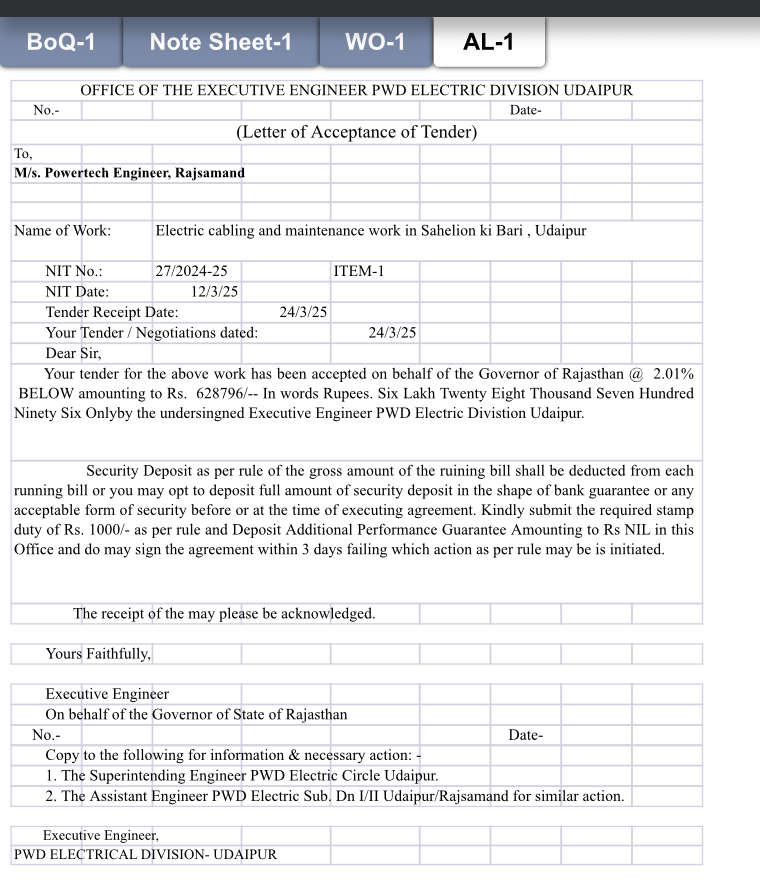 BoQ-1 Note Sheet-1 WO-1 AL-1
OFFICE OF THE EXECUTIVE ENGINEER PWD ELECTRIC DIVISION UDAIPUR
No.- Date-
(Letter of Acceptance of Tender)
To,
M/s. Powertech Engineer, Rajsamand
Name of Work: Electric cabling and maintenance work in Sahelion ki Bari , Udaipur
NIT No.: 27/2024-25 ITEM-1
NIT Date: 12/3/25
Tender Receipt Date: 24/3/25
Your Tender / Negotiations dated: 24/3/25
Dear Sir,
Your tender for the above work has been accepted on behalf of the Governor of Rajasthan @ 2.01%
BELOW amounting to Rs. 628796/-- In words Rupees. Six Lakh Twenty Eight Thousand Seven Hundred
Ninety Six Onlyby the undersingned Executive Engineer PWD Electric Divistion Udaipur.
Security Deposit as per rule of the gross amount of the ruining bill shall be deducted from each
running bill or you may opt to deposit full amount of security deposit in the shape of bank guarantee or any
acceptable form of security before or at the time of executing agreement. Kindly submit the required stamp
duty of Rs. 1000/- as per rule and Deposit Additional Performance Guarantee Amounting to Rs NIL in this
Office and do may sign the agreement within 3 days failing which action as per rule may be is initiated.
The receipt of the may please be acknowledged.
Yours Faithfully,
Executive Engineer
On behalf of the Governor of State of Rajasthan
No.- Date-
Copy to the following for information & necessary action: -
1. The Superintending Engineer PWD Electric Circle Udaipur.
2. The Assistant Engineer PWD Electric Sub. Dn I/II Udaipur/Rajsamand for similar action.
Executive Engineer,
PWD ELECTRICAL DIVISION- UDAIPUR